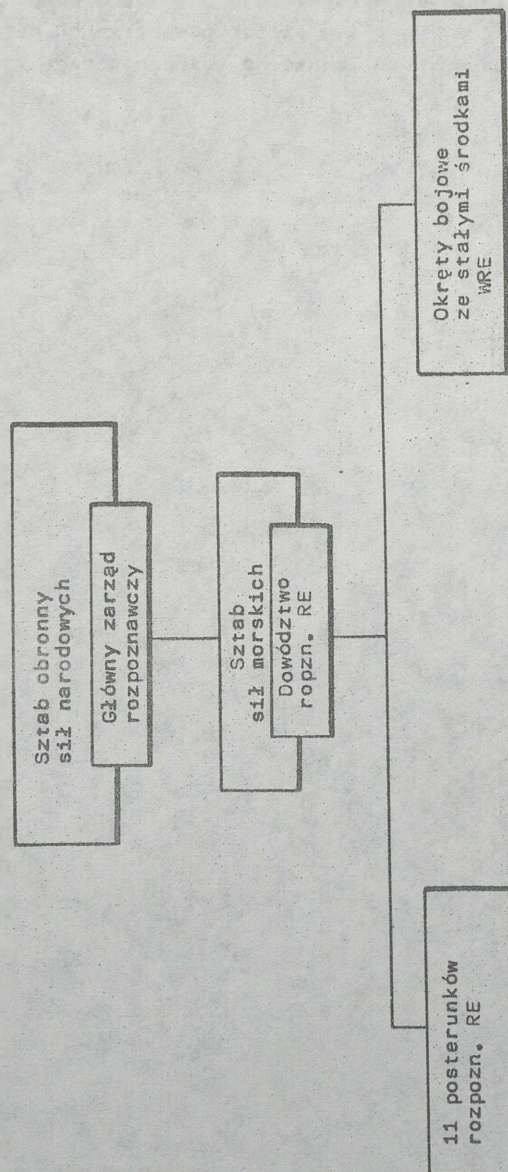 Sztab obronny
sił narodowych
Główny zarząd
rozpoznawczy
Sztab
sił morskich
Dowództwo
ropzn. RE
11 posterunków
rozpozn. RE
Okręty bojowe
ze stałymi środkami
WRE